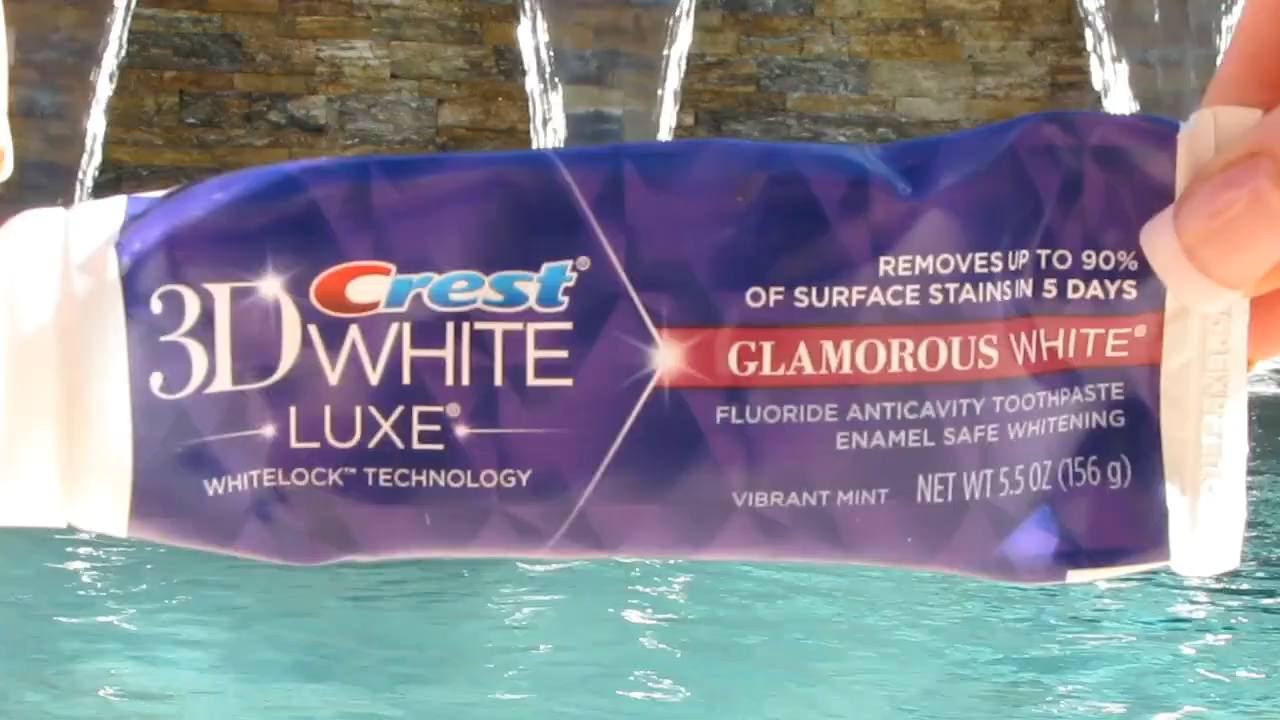 Crest®
3D WHITE
LUXE®
WHITELOCK™ TECHNOLOGY
REMOVES UP TO 90%
OF SURFACE STAINS IN 5 DAYS
GLAMOROUS WHITE®
FLUORIDE ANTICAVITY TOOTHPASTE
ENAMEL SAFE WHITENING
VIBRANT MINT NET WT 5.5 OZ (156 g)